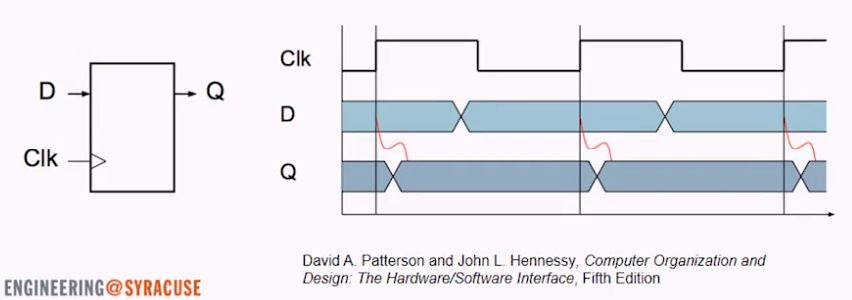 D
Q
Clk
Clk
D
Q
David A. Patterson and John L. Hennessy, Computer Organization and
Design: The Hardware/Software Interface, Fifth Edition
ENGINEERING@SYRACUSE